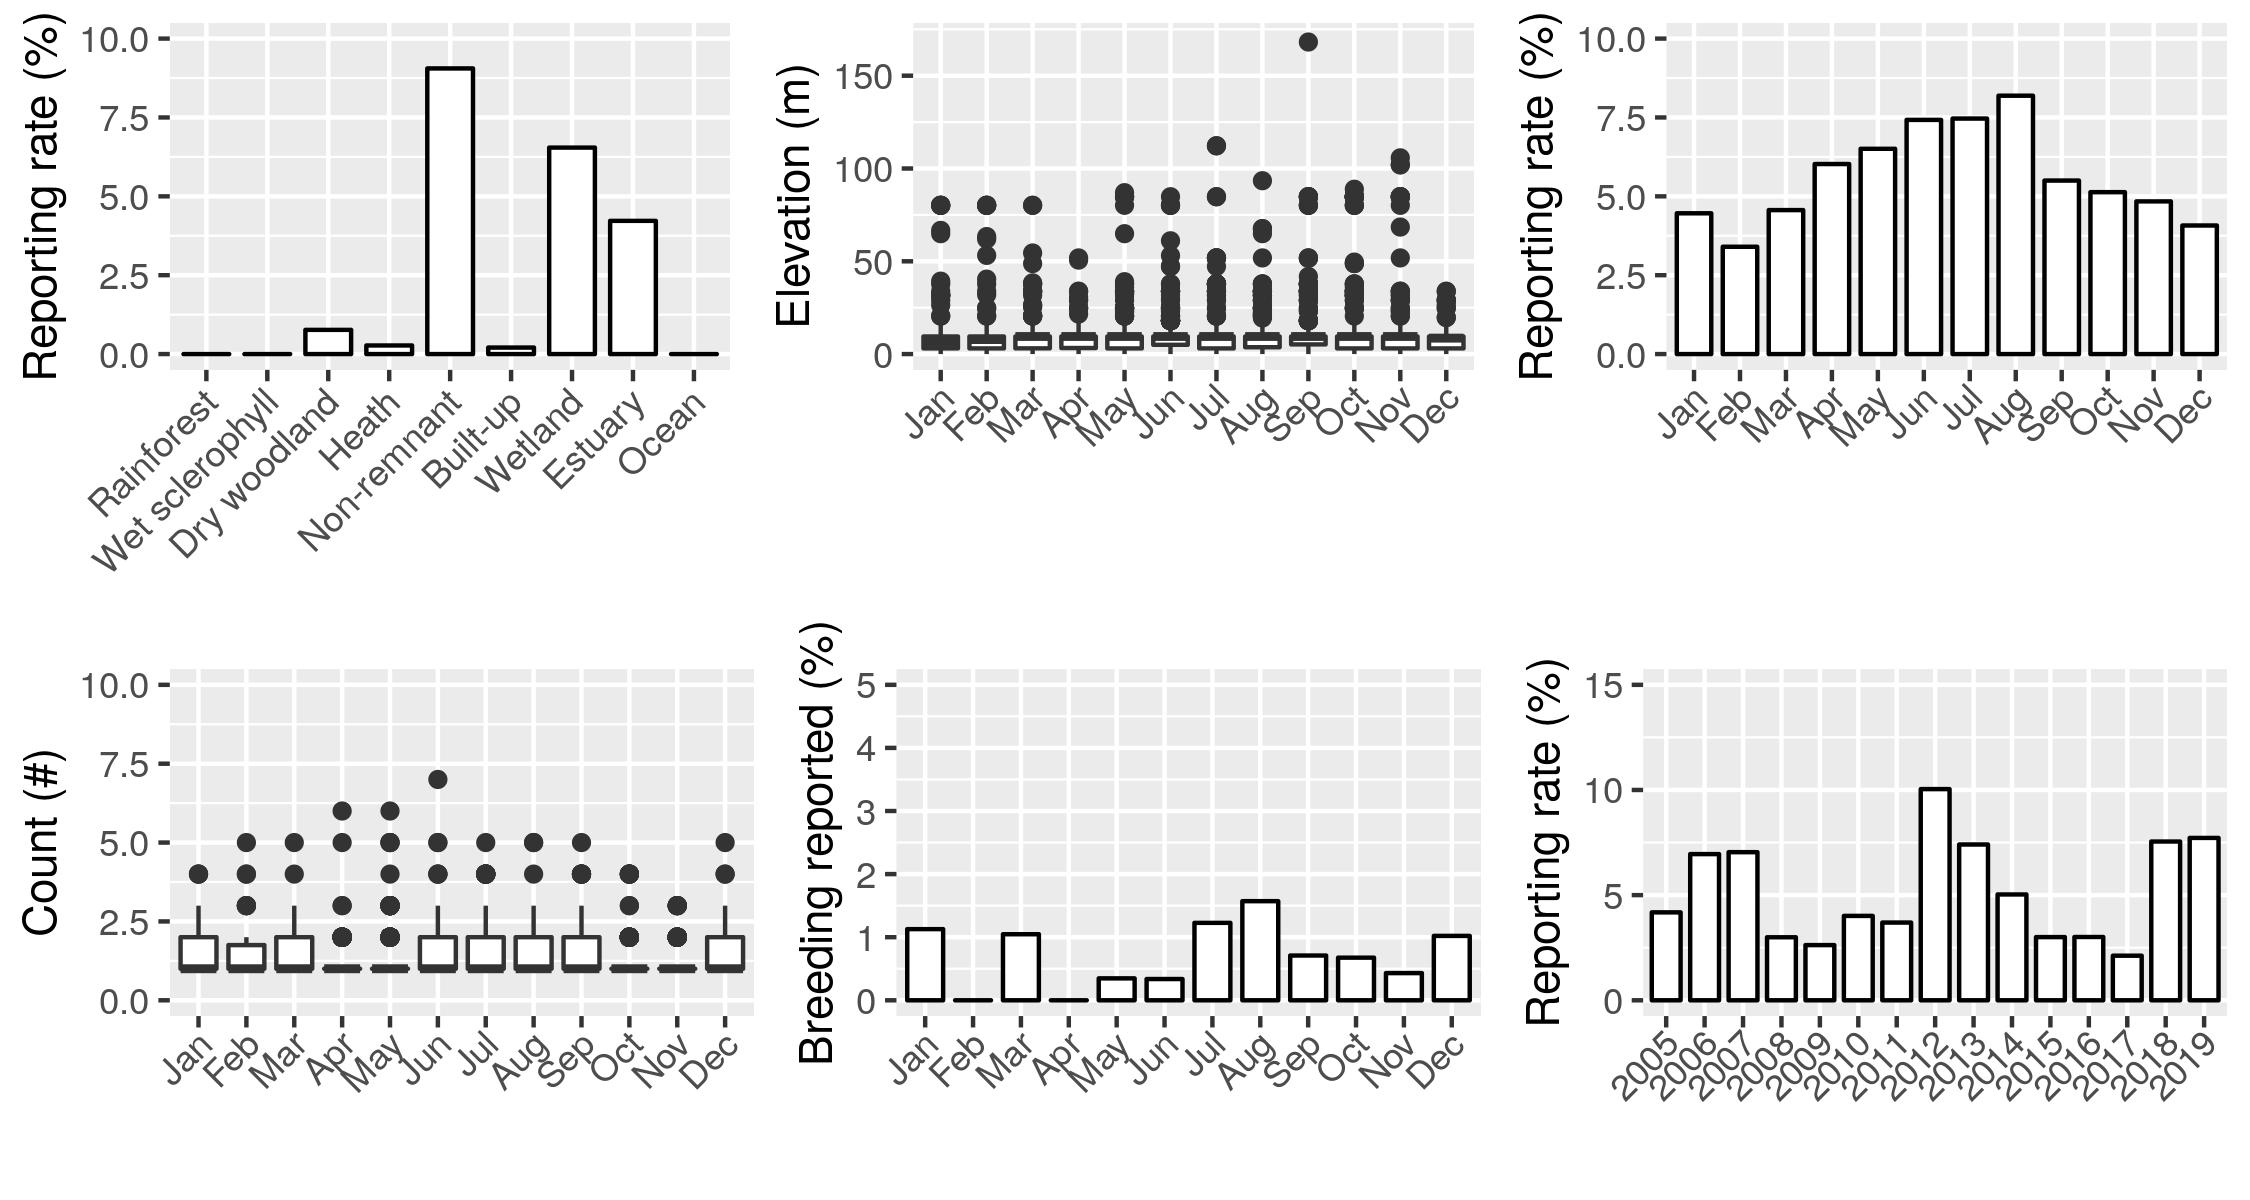 Reporting rate (%)
10.0
7.5
5.0
2.5
0.0
Rainforest
Wet sclerophyll
Dry woodland
Heath
Non-remnant
Built-up
Wetland
Estuary
Ocean
Elevation (m)
150
100
50
0
Jan
Feb
Mar
Apr
May
Jun
Jul
Aug
Sep
Oct
Nov
Dec
Reporting rate (%)
10.0
7.5
5.0
2.5
0.0
Jan
Feb
Mar
Apr
May
Jun
Jul
Aug
Sep
Oct
Nov
Dec
Count (#)
10.0
7.5
5.0
2.5
0.0
Jan
Feb
Mar
Apr
May
Jun
Jul
Aug
Sep
Oct
Nov
Dec
Breeding reported (%)
5
4
3
2
1
0
Jan
Feb
Mar
Apr
May
Jun
Jul
Aug
Sep
Oct
Nov
Dec
Reporting rate (%)
15
10
5
0
2005
2006
2007
2008
2009
2010
2011
2012
2013
2014
2015
2016
2017
2018
2019